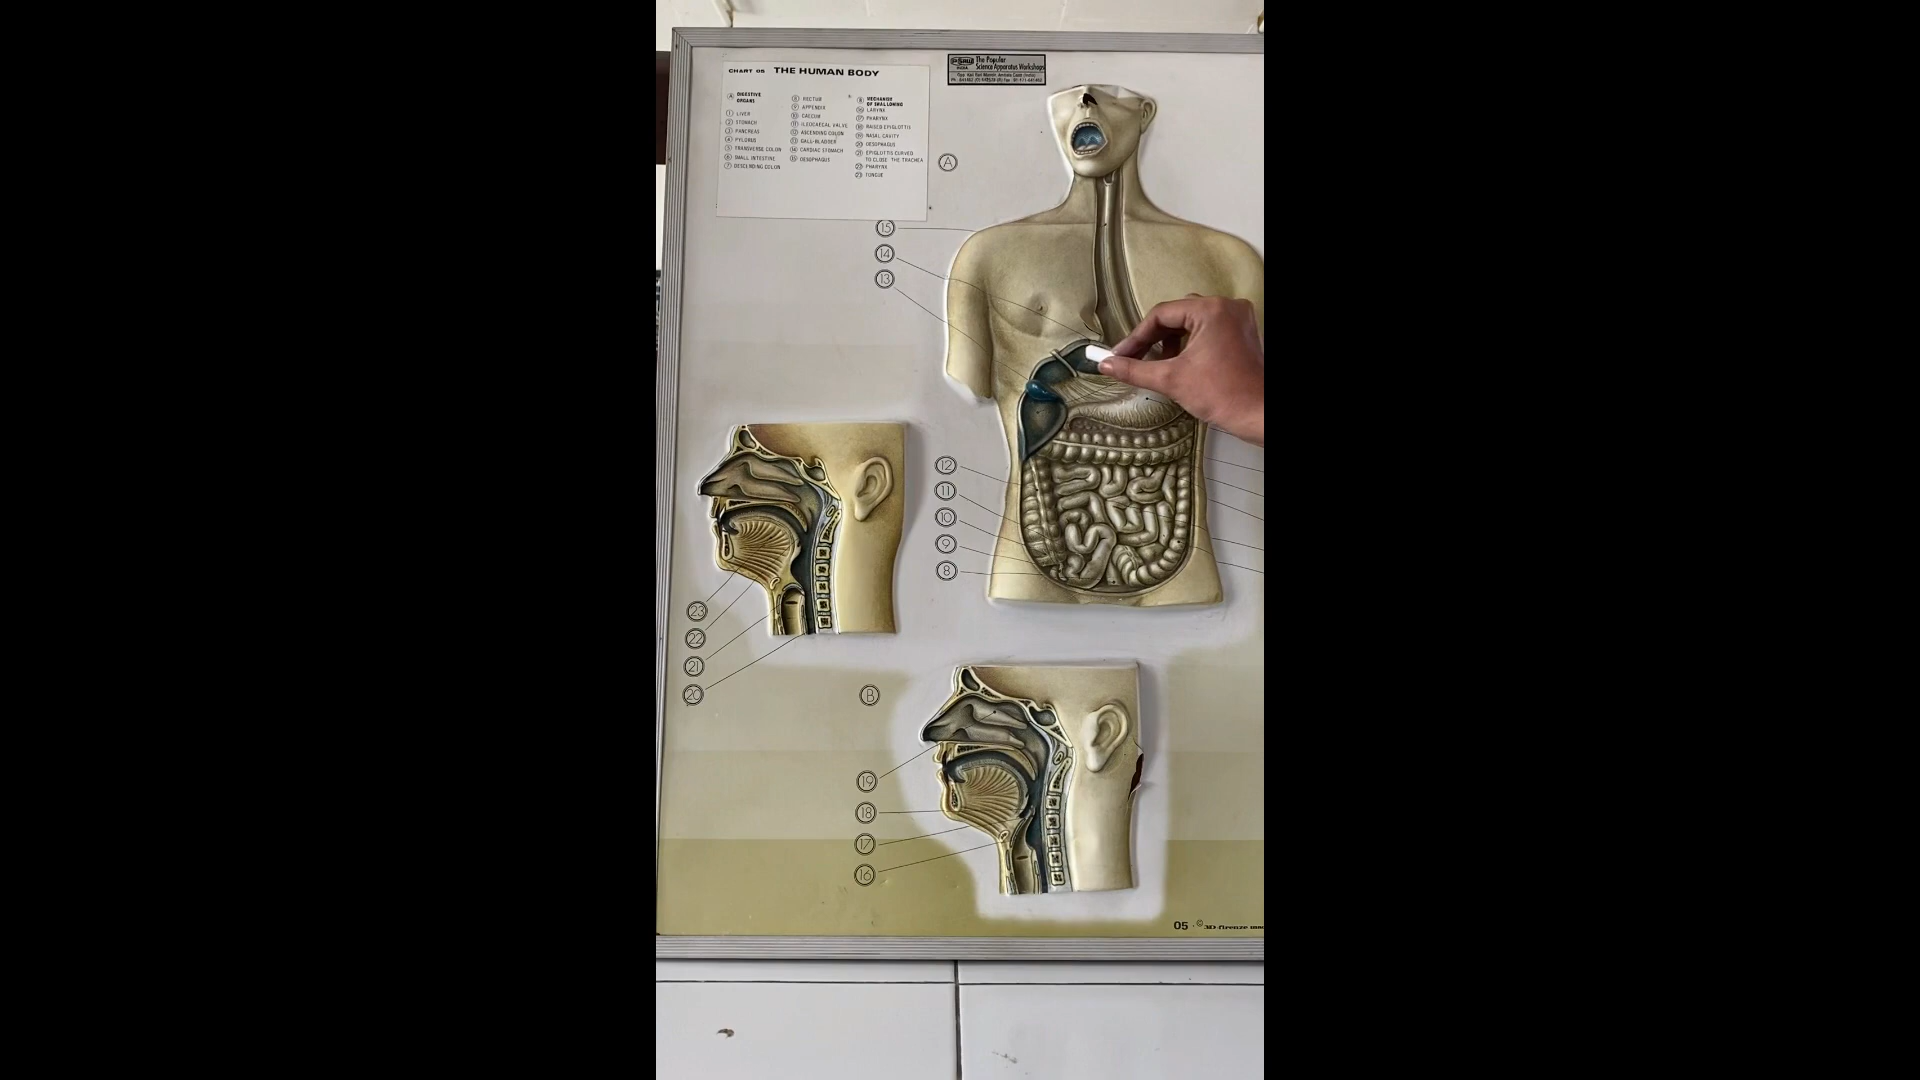 CHART 05 THE HUMAN BODY
PSAW INDIA
The Popular
Science Apparatus Workshops
A DIGESTIVE
ORGANS
1 LIVER
2 STOMACH
3 PANCREAS
4 PYLORUS
5 TRANSVERSE COLON
6 SMALL INTESTINE
7 DESCENDING COLON
8 RECTUM
9 APPENDIX
10 CAECUM
11 ILEOCAECAL VALVE
12 ASCENDING COLON
13 GALL-BLADDER
14 CARDIAC STOMACH
15 OESOPHAGUS
B MECHANISM
OF SWALLOWING
16 LARYNX
17 PHARYNX
18 RAISED EPIGLOTTIS
19 NASAL CAVITY
20 OESOPHAGUS
21 EPIGLOTTIS CURVED
TO CLOSE THE TRACHEA
22 PHARYNX
23 TONGUE
A
15
14
13
12
11
10
9
8
23
22
21
20
B
19
18
17
16
05 · © 3D-firenze